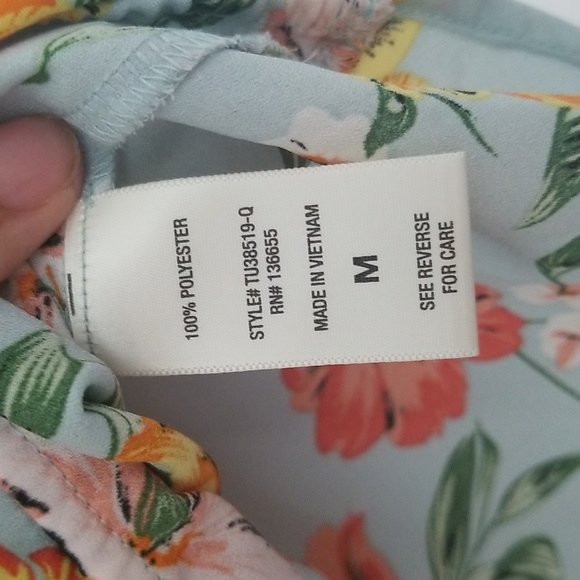 100% POLYESTER
STYLE# TU38519-Q
RN# 136655
MADE IN VIETNAM
M
SEE REVERSE
FOR CARE